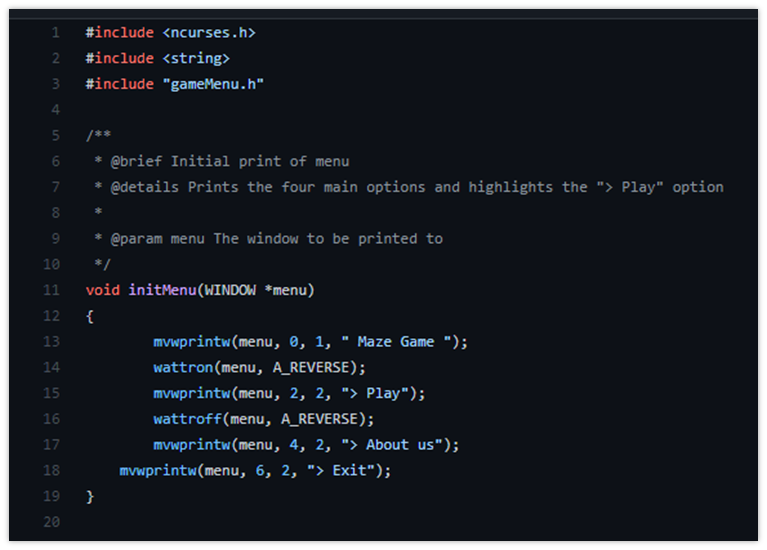 1 #include <ncurses.h>
2 #include <string>
3 #include "gameMenu.h"
4
5 /**
6  * @brief Initial print of menu
7  * @details Prints the four main options and highlights the "> Play" option
8  *
9  * @param menu The window to be printed to
10  */
11 void initMenu(WINDOW *menu)
12 {
13         mvwprintw(menu, 0, 1, " Maze Game ");
14         wattron(menu, A_REVERSE);
15         mvwprintw(menu, 2, 2, "> Play");
16         wattroff(menu, A_REVERSE);
17         mvwprintw(menu, 4, 2, "> About us");
18     mvwprintw(menu, 6, 2, "> Exit");
19 }
20